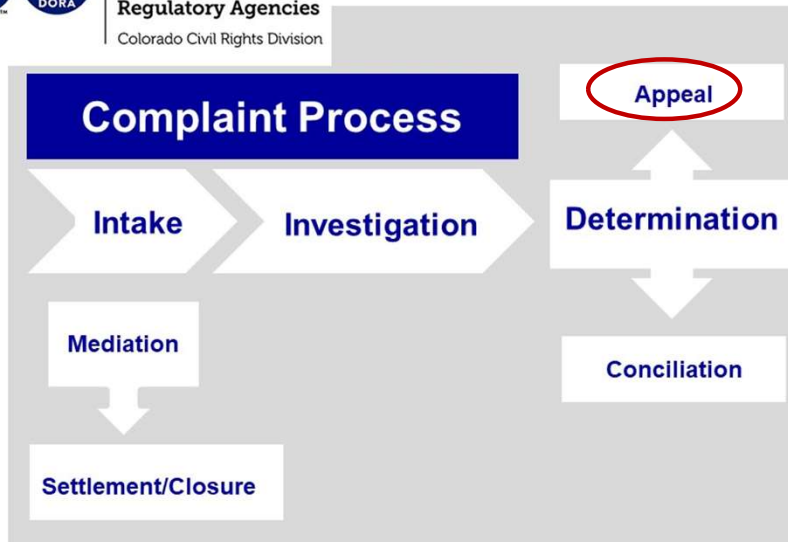 DORA
Regulatory Agencies
Colorado Civil Rights Division
Complaint Process
Appeal
Intake
Investigation
Determination
Mediation
Conciliation
Settlement/Closure